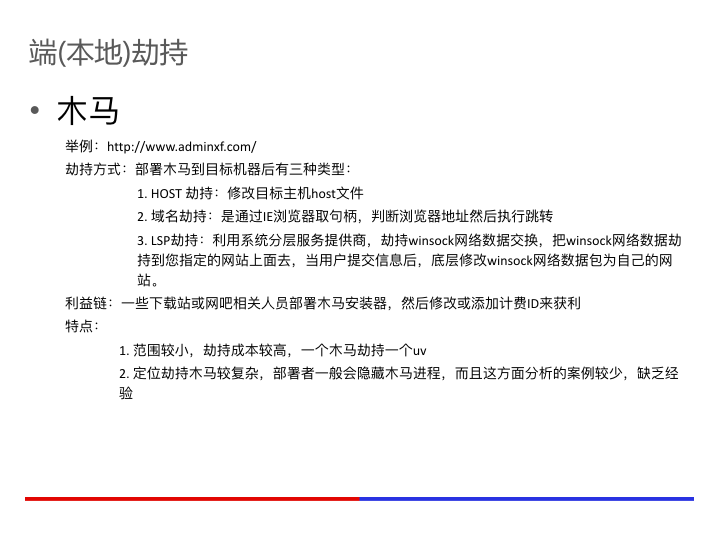 端(本地)劫持
• 木马
举例：http://www.adminxf.com/
劫持方式：部署木马到目标机器后有三种类型：
1. HOST 劫持：修改目标主机host文件
2. 域名劫持：是通过IE浏览器取句柄，判断浏览器地址然后执行跳转
3. LSP劫持：利用系统分层服务提供商，劫持winsock网络数据交换，把winsock网络数据劫
持到您指定的网站上面去，当用户提交信息后，底层修改winsock网络数据包为自己的网
站。
利益链：一些下载站或网吧相关人员部署木马安装器，然后修改或添加计费ID来获利
特点：
1. 范围较小，劫持成本较高，一个木马劫持一个uv
2. 定位劫持木马较复杂，部署者一般会隐藏木马进程，而且这方面分析的案例较少，缺乏经
验